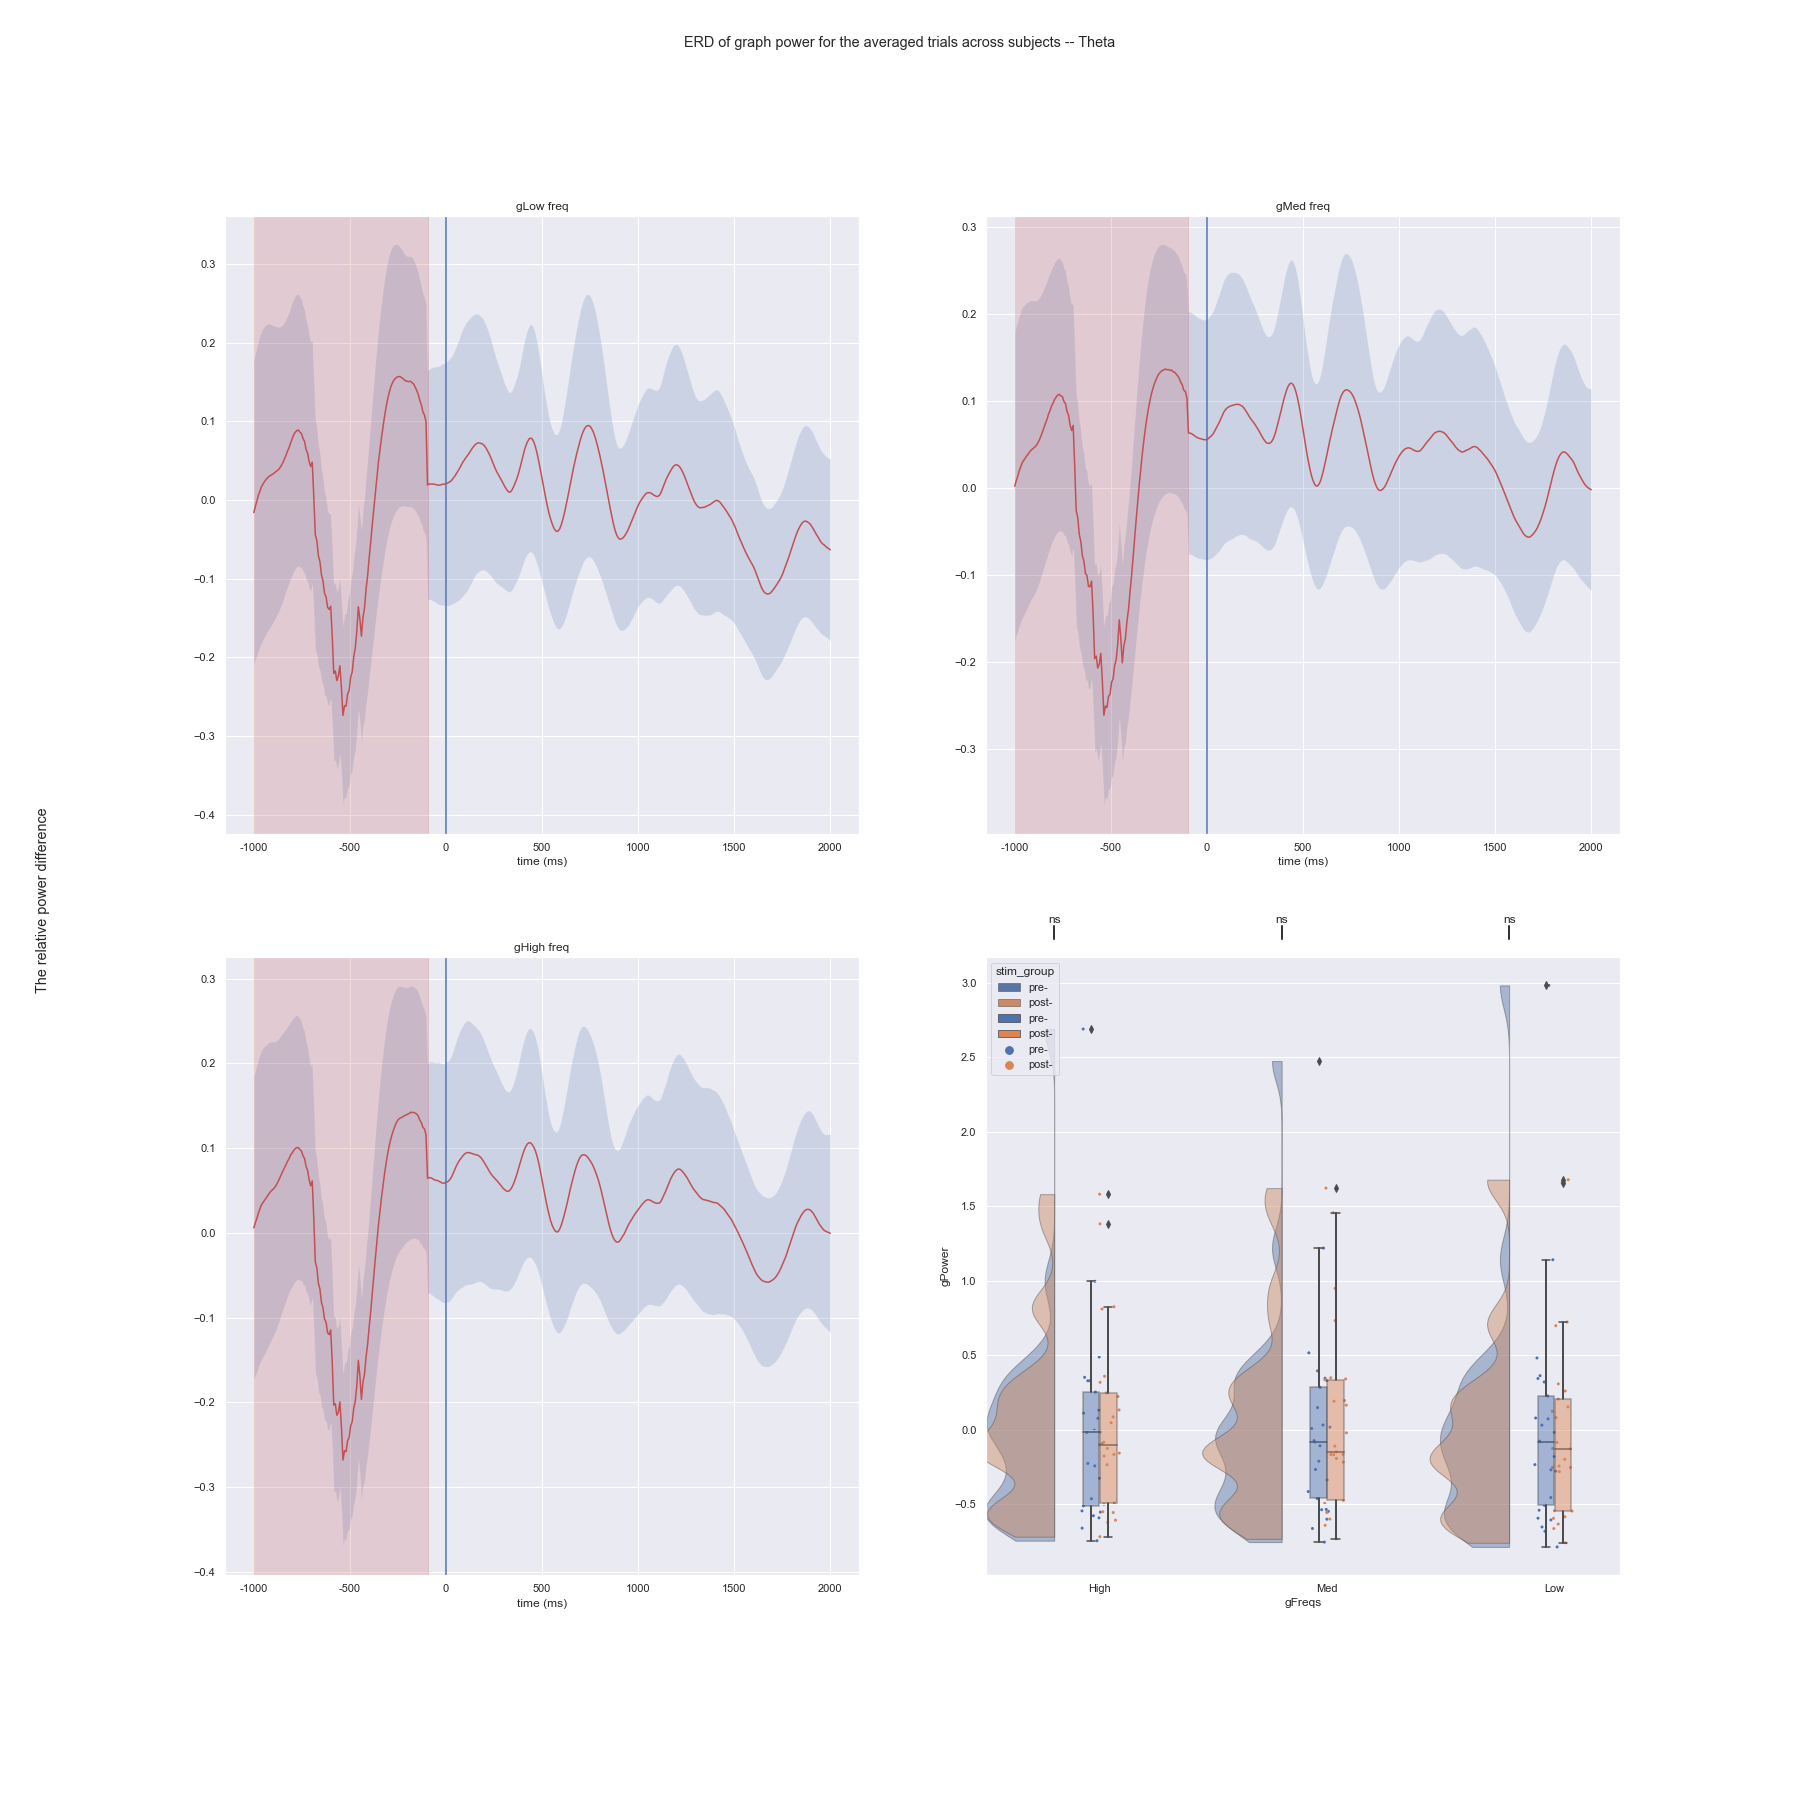 ERD of graph power for the averaged trials across subjects -- Theta
The relative power difference
gLow freq
0.3
0.2
0.1
0.0
−0.1
−0.2
−0.3
−0.4
-1000 -500 0 500 1000 1500 2000
time (ms)
gMed freq
0.3
0.2
0.1
0.0
−0.1
−0.2
−0.3
-1000 -500 0 500 1000 1500 2000
time (ms)
gHigh freq
0.3
0.2
0.1
0.0
−0.1
−0.2
−0.3
−0.4
-1000 -500 0 500 1000 1500 2000
time (ms)
ns ns ns
stim_group
pre-
post-
pre-
post-
pre-
post-
gPower
3.0
2.5
2.0
1.5
1.0
0.5
0.0
−0.5
High Med Low
gFreqs